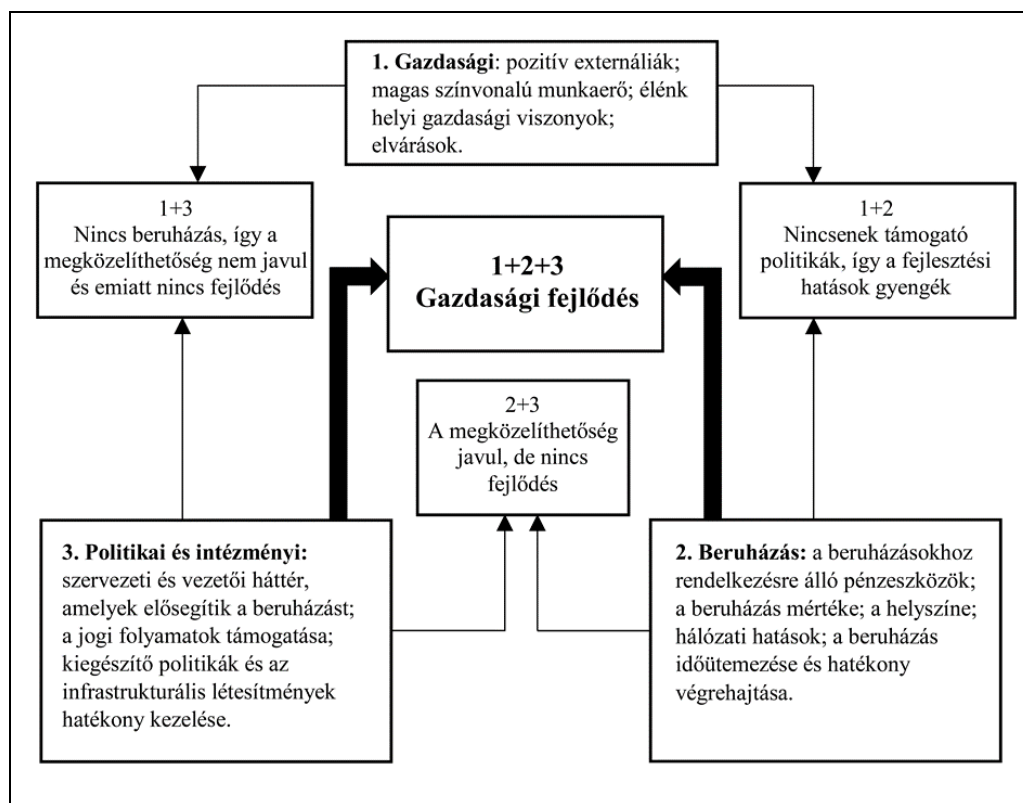 1. Gazdasági: pozitív externáliák;
magas színvonalú munkaerő; élénk
helyi gazdasági viszonyok;
elvárások.
1+3
Nincs beruházás, így a
megközelíthetőség nem javul
és emiatt nincs fejlődés
1+2+3
Gazdasági fejlődés
1+2
Nincsenek támogató
politikák, így a fejlesztési
hatások gyengék
2+3
A megközelíthetőség
javul, de nincs
fejlődés
3. Politikai és intézményi:
szervezeti és vezetői háttér,
amelyek elősegítik a beruházást;
a jogi folyamatok támogatása;
kiegészítő politikák és az
infrastrukturális létesítmények
hatékony kezelése.
2. Beruházás: a beruházásokhoz
rendelkezésre álló pénzeszközök;
a beruházás mértéke; a helyszíne;
hálózati hatások; a beruházás
időütemezése és hatékony
végrehajtása.